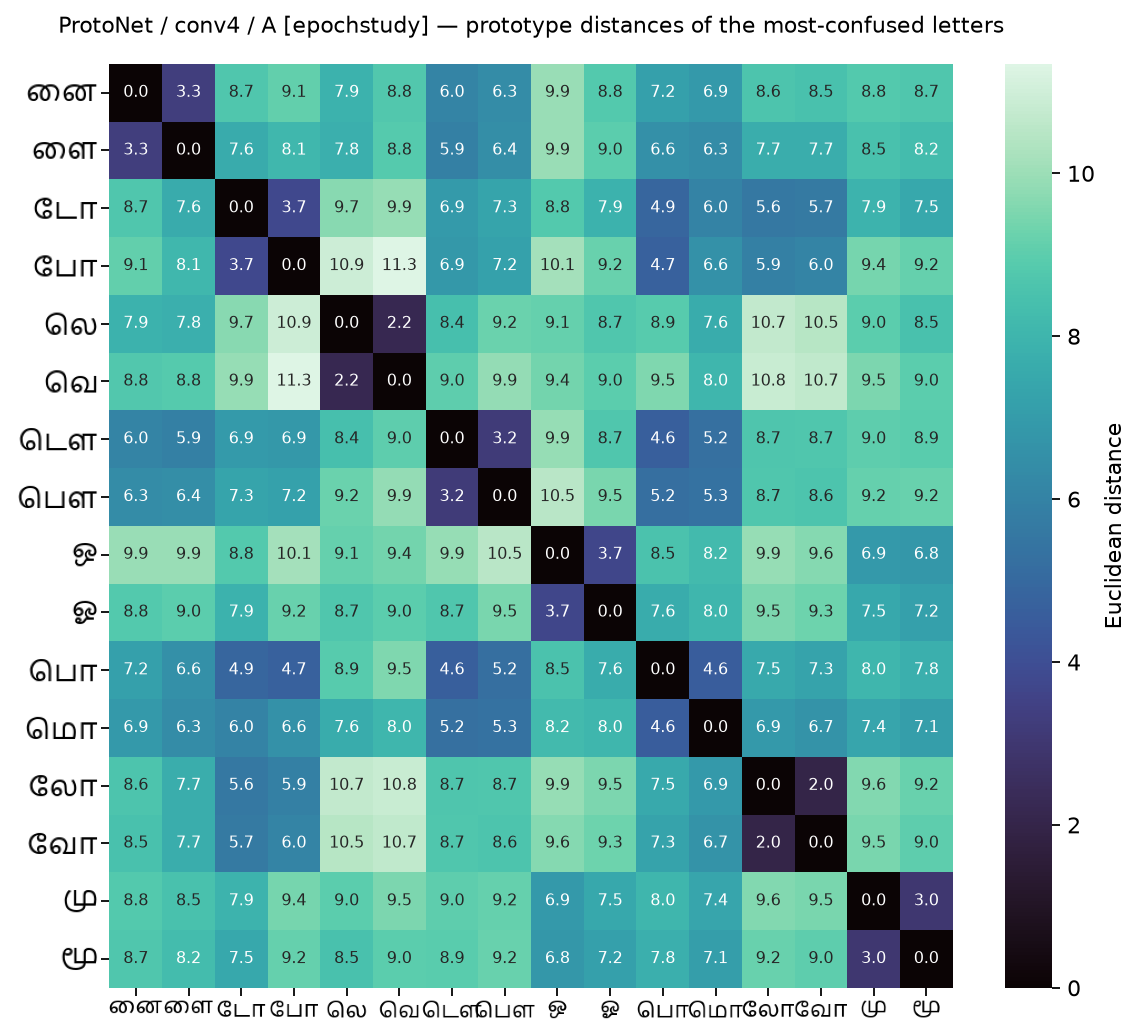 ProtoNet / conv4 / A [epochstudy] — prototype distances of the most-confused letters
னை 0.0 3.3 8.7 9.1 7.9 8.8 6.0 6.3 9.9 8.8 7.2 6.9 8.6 8.5 8.8 8.7
ளை 3.3 0.0 7.6 8.1 7.8 8.8 5.9 6.4 9.9 9.0 6.6 6.3 7.7 7.7 8.5 8.2
டோ 8.7 7.6 0.0 3.7 9.7 9.9 6.9 7.3 8.8 7.9 4.9 6.0 5.6 5.7 7.9 7.5
போ 9.1 8.1 3.7 0.0 10.9 11.3 6.9 7.2 10.1 9.2 4.7 6.6 5.9 6.0 9.4 9.2
லெ 7.9 7.8 9.7 10.9 0.0 2.2 8.4 9.2 9.1 8.7 8.9 7.6 10.7 10.5 9.0 8.5
வெ 8.8 8.8 9.9 11.3 2.2 0.0 9.0 9.9 9.4 9.0 9.5 8.0 10.8 10.7 9.5 9.0
டௌ 6.0 5.9 6.9 6.9 8.4 9.0 0.0 3.2 9.9 8.7 4.6 5.2 8.7 8.7 9.0 8.9
பௌ 6.3 6.4 7.3 7.2 9.2 9.9 3.2 0.0 10.5 9.5 5.2 5.3 8.7 8.6 9.2 9.2
ஒ 9.9 9.9 8.8 10.1 9.1 9.4 9.9 10.5 0.0 3.7 8.5 8.2 9.9 9.6 6.9 6.8
ஓ 8.8 9.0 7.9 9.2 8.7 9.0 8.7 9.5 3.7 0.0 7.6 8.0 9.5 9.3 7.5 7.2
பொ 7.2 6.6 4.9 4.7 8.9 9.5 4.6 5.2 8.5 7.6 0.0 4.6 7.5 7.3 8.0 7.8
மொ 6.9 6.3 6.0 6.6 7.6 8.0 5.2 5.3 8.2 8.0 4.6 0.0 6.9 6.7 7.4 7.1
லோ 8.6 7.7 5.6 5.9 10.7 10.8 8.7 8.7 9.9 9.5 7.5 6.9 0.0 2.0 9.6 9.2
வோ 8.5 7.7 5.7 6.0 10.5 10.7 8.7 8.6 9.6 9.3 7.3 6.7 2.0 0.0 9.5 9.0
மு 8.8 8.5 7.9 9.4 9.0 9.5 9.0 9.2 6.9 7.5 8.0 7.4 9.6 9.5 0.0 3.0
மூ 8.7 8.2 7.5 9.2 8.5 9.0 8.9 9.2 6.8 7.2 7.8 7.1 9.2 9.0 3.0 0.0
னை ளை டோ போ லெ வெ டௌ பௌ ஒ ஓ பொ மொ லோ வோ மு மூ
10
8
6
4
2
0
Euclidean distance